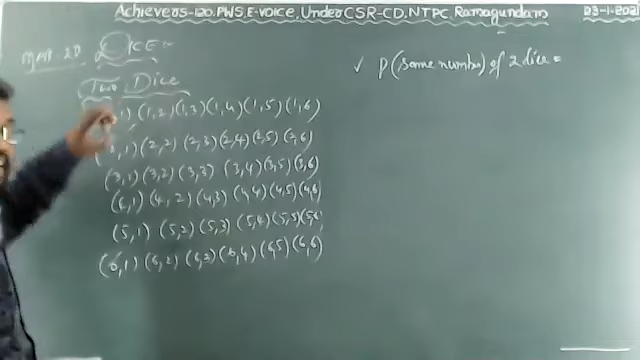 Achievers-120, PWS, E-voice, Under CSR-CD, NTPC, Ramagundam 23-1-2021
DICE
Two Dice
P(same number) of 2 dice =
,1) (1,2) (1,3) (1,4) (1,5) (1,6)
,1) (2,2) (2,3) (2,4) (2,5) (2,6)
(3,1) (3,2) (3,3) (3,4) (3,5) (3,6)
(4,1) (4,2) (4,3) (4,4) (4,5) (4,6)
(5,1) (5,2) (5,3) (5,4) (5,5) (5,6)
(6,1) (6,2) (6,3) (6,4) (6,5) (6,6)